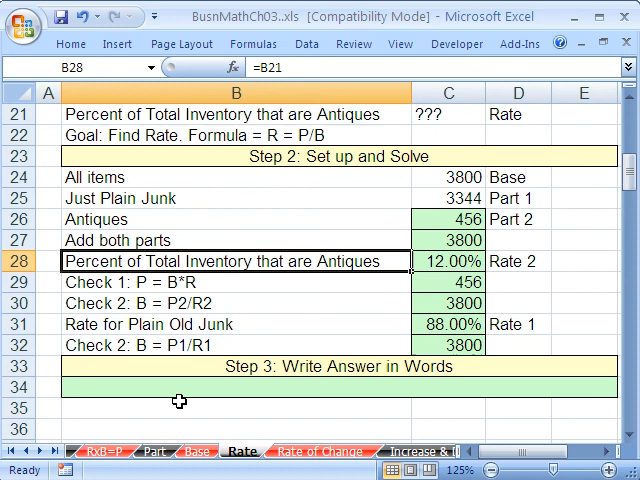 BusnMathCh03..xls [Compatibility Mode] - Microsoft Excel
Home Insert Page Layout Formulas Data Review View Developer Add-Ins
B28 fx =B21
A B C D E
21 Percent of Total Inventory that are Antiques ??? Rate
22 Goal: Find Rate. Formula = R = P/B
23 Step 2: Set up and Solve
24 All items 3800 Base
25 Just Plain Junk 3344 Part 1
26 Antiques 456 Part 2
27 Add both parts 3800
28 Percent of Total Inventory that are Antiques 12.00% Rate 2
29 Check 1: P = B*R 456
30 Check 2: B = P2/R2 3800
31 Rate for Plain Old Junk 88.00% Rate 1
32 Check 2: B = P1/R1 3800
33 Step 3: Write Answer in Words
34
35
36
RxB=P Part Base Rate Rate of Change Increase & D
Ready 125%